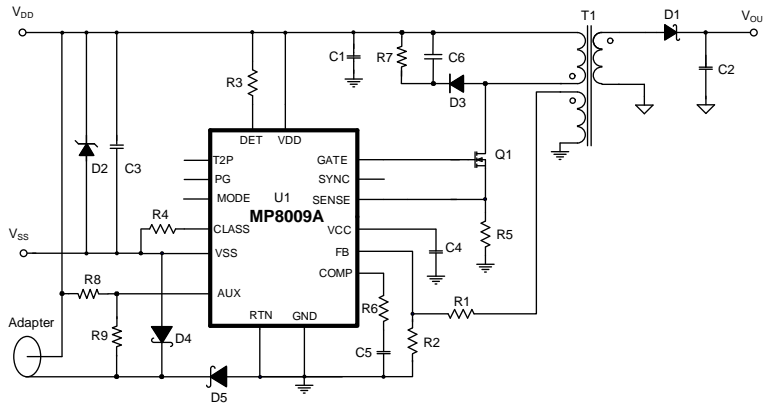 VDD
T1
D1
VOU
C1
R7
C6
C2
R3
D3
DET
VDD
D2
C3
T2P
GATE
Q1
PG
SYNC
MODE
U1
SENSE
MP8009A
R4
VSS
CLASS
VCC
R5
VSS
FB
C4
COMP
R8
AUX
R6
R1
Adapter
R9
D4
RTN
GND
R2
C5
D5